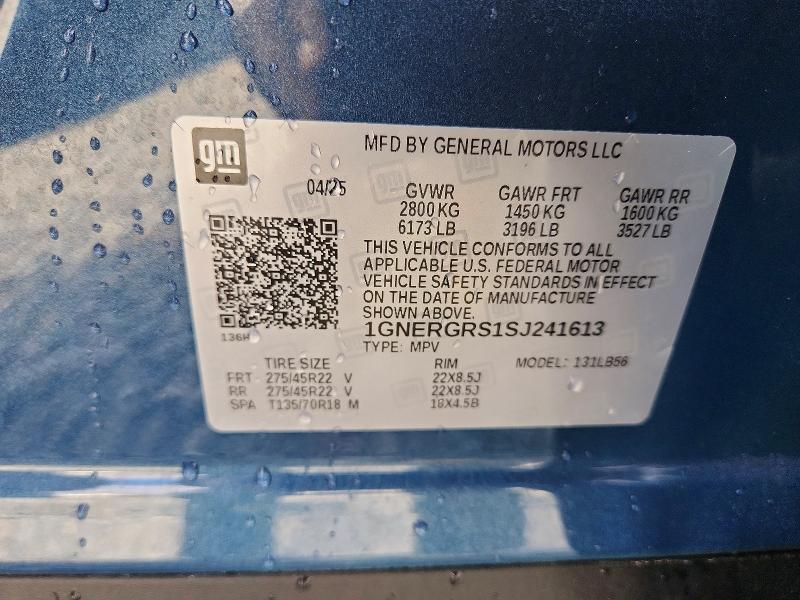 gm
MFD BY GENERAL MOTORS LLC
04/25 GVWR GAWR FRT GAWR RR
2800 KG 1450 KG 1600 KG
6173 LB 3196 LB 3527 LB
THIS VEHICLE CONFORMS TO ALL
APPLICABLE U.S. FEDERAL MOTOR
VEHICLE SAFETY STANDARDS IN EFFECT
ON THE DATE OF MANUFACTURE
SHOWN ABOVE.
1GNERGRS1SJ241613
136H
TYPE: MPV MODEL: 131LB56
TIRE SIZE RIM
FRT 275/45R22 V 22X8.5J
RR 275/45R22 V 22X8.5J
SPA T135/70R18 M 18X4.5B